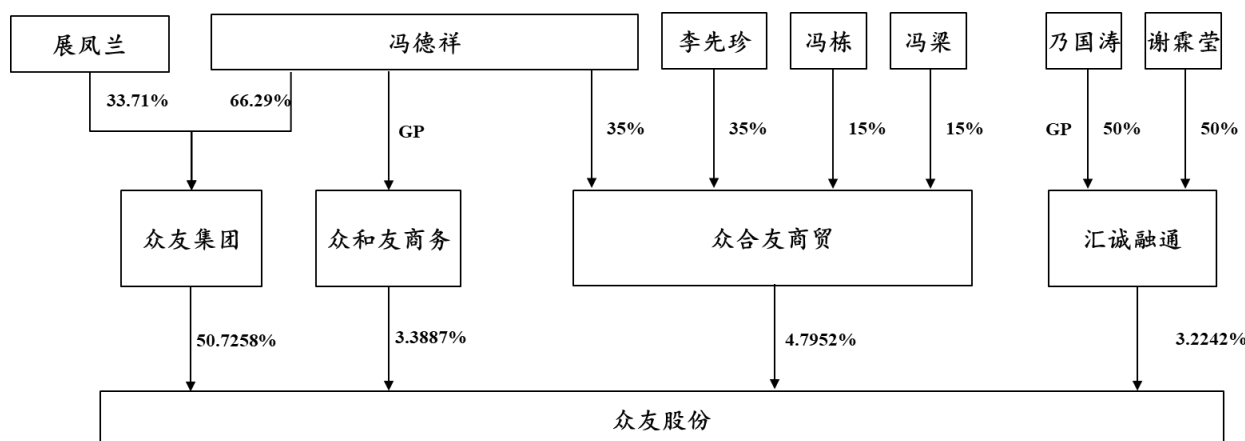 展凤兰
冯德祥
李先珍
冯栋
冯梁
乃国涛
谢霖莹
33.71%
66.29%
GP
35%
35%
15%
15%
GP
50%
50%
众友集团
众和友商务
众合友商贸
汇诚融通
50.7258%
3.3887%
4.7952%
3.2242%
众友股份